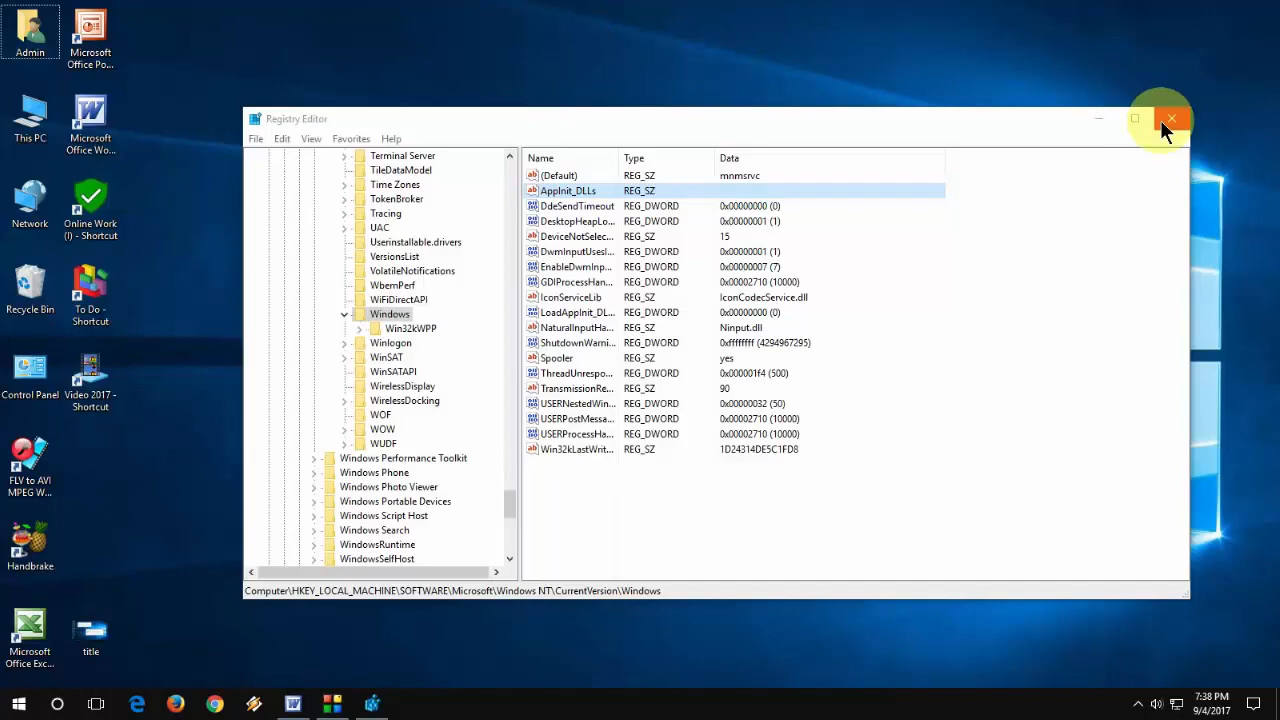 Admin
Microsoft
Office Po...
This PC
Microsoft
Office Wo...
Network
Online Work
(I) - Shortcut
Recycle Bin
To Do -
Shortcut
Control Panel
Video 2017 -
Shortcut
FLV to AVI
MPEG W...
Handbrake
Microsoft
Office Exc...
title
Registry Editor
File Edit View Favorites Help
Terminal Server
TileDataModel
Time Zones
TokenBroker
Tracing
UAC
Userinstallable.drivers
VersionsList
VolatileNotifications
WbemPerf
WiFiDirectAPI
Windows
Win32kWPP
Winlogon
WinSAT
WinSATAPI
WirelessDisplay
WirelessDocking
WOF
WOW
WUDF
Windows Performance Toolkit
Windows Phone
Windows Photo Viewer
Windows Portable Devices
Windows Script Host
Windows Search
WindowsRuntime
WindowsSelfHost
Name Type Data
(Default) REG_SZ mnmsrvc
AppInit_DLLs REG_SZ
DdeSendTimeout REG_DWORD 0x00000000 (0)
DesktopHeapLo... REG_DWORD 0x00000001 (1)
DeviceNotSelec... REG_SZ 15
DwmInputUsesI... REG_DWORD 0x00000001 (1)
EnableDwmInp... REG_DWORD 0x00000007 (7)
GDIProcessHan... REG_DWORD 0x00002710 (10000)
IconServiceLib REG_SZ IconCodecService.dll
LoadAppInit_DL... REG_DWORD 0x00000000 (0)
NaturalInputHa... REG_SZ Ninput.dll
ShutdownWarni... REG_DWORD 0xffffffff (4294967295)
Spooler REG_SZ yes
ThreadUnrespo... REG_DWORD 0x000001f4 (500)
TransmissionRe... REG_SZ 90
USERNestedWin... REG_DWORD 0x00000032 (50)
USERPostMessa... REG_DWORD 0x00002710 (10000)
USERProcessHa... REG_DWORD 0x00002710 (10000)
Win32kLastWrit... REG_SZ 1D24314DE5C1FD8
Computer\HKEY_LOCAL_MACHINE\SOFTWARE\Microsoft\Windows NT\CurrentVersion\Windows
7:38 PM
9/4/2017